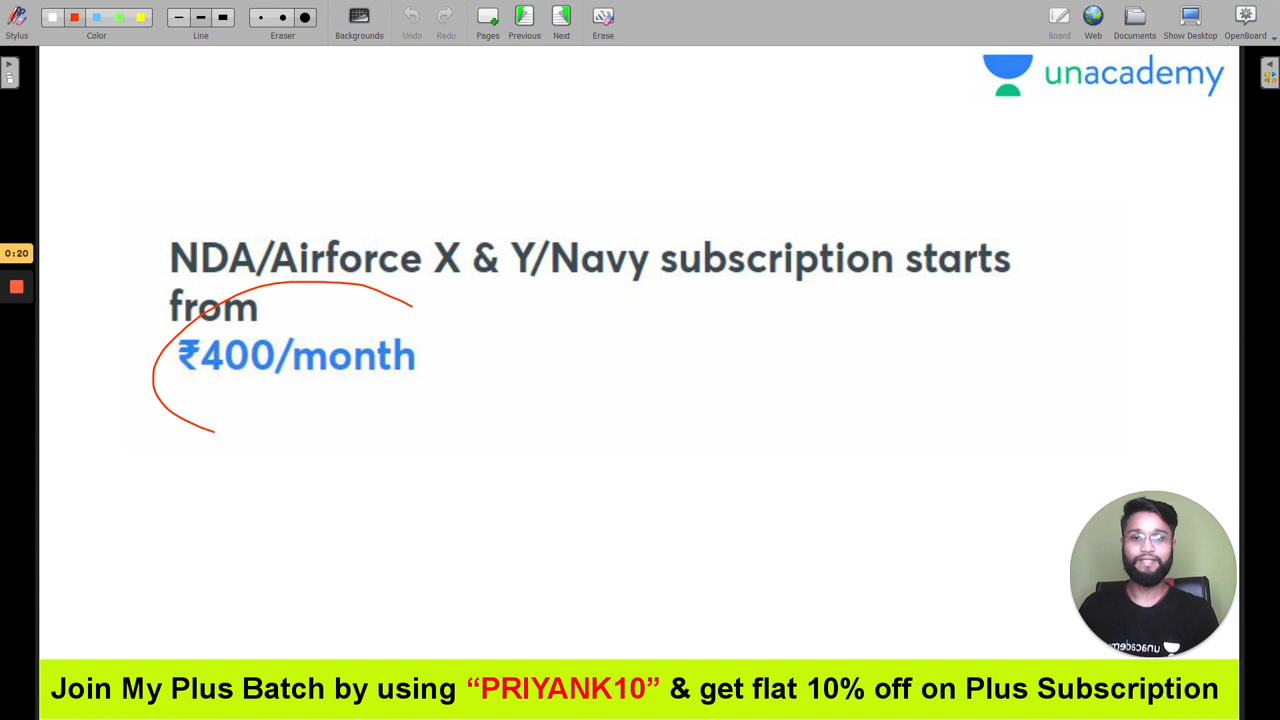 Stylus Color Line Eraser Backgrounds Undo Redo Pages Previous Next Erase Board Web Documents Show Desktop OpenBoard
unacademy
0:20
NDA/Airforce X & Y/Navy subscription starts
from
₹400/month
unacademy
Join My Plus Batch by using “PRIYANK10” & get flat 10% off on Plus Subscription